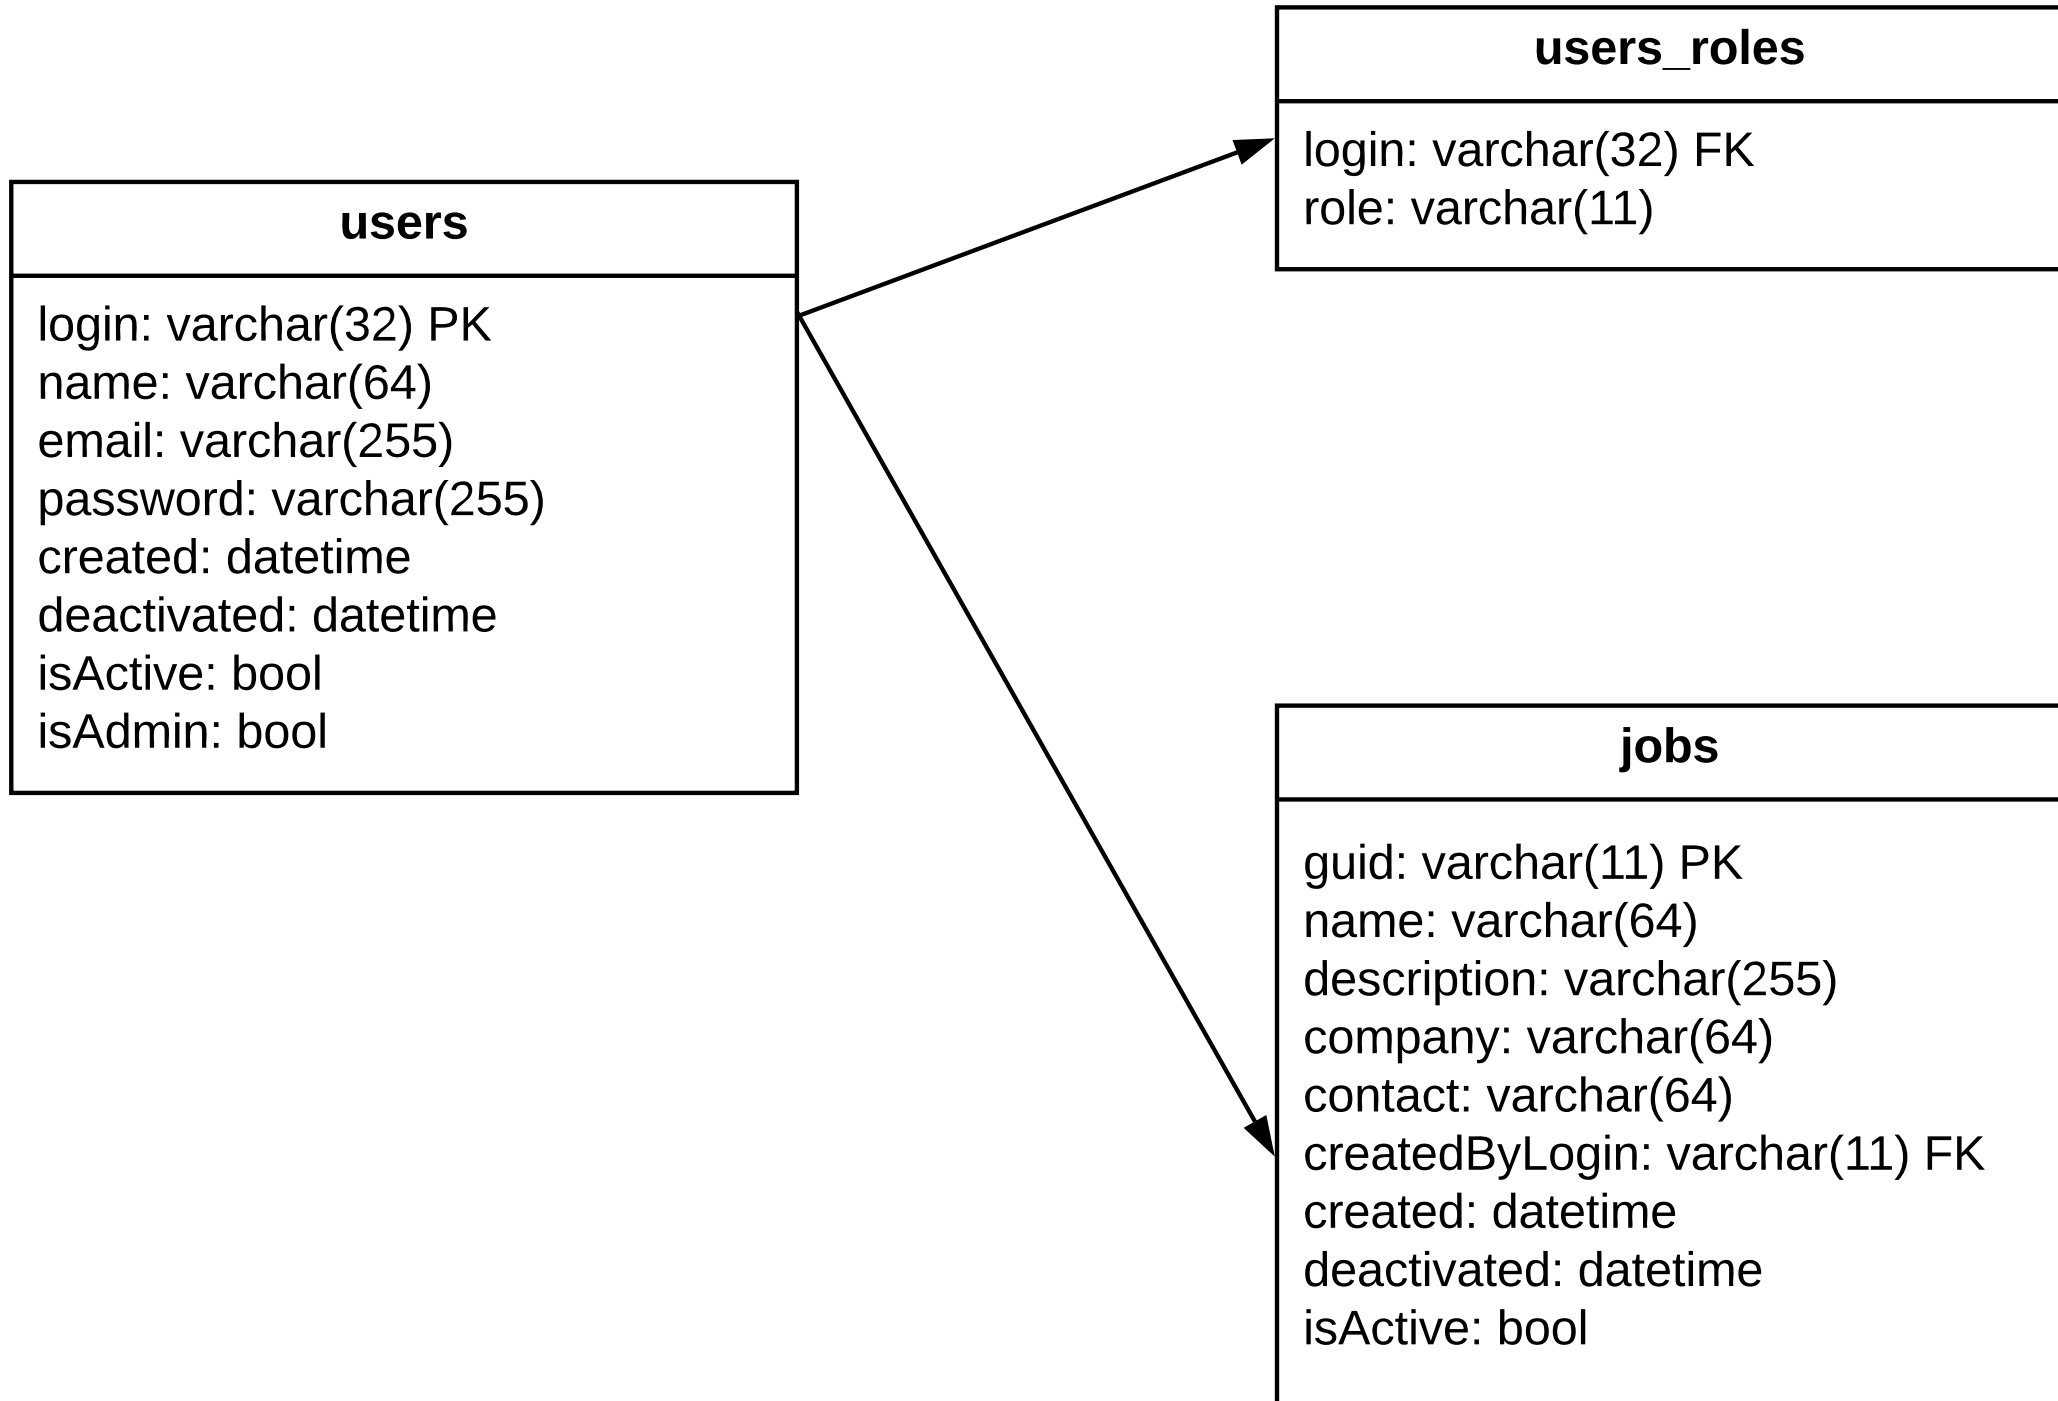 users_roles
login: varchar(32) FK
role: varchar(11)
users
login: varchar(32) PK
name: varchar(64)
email: varchar(255)
password: varchar(255)
created: datetime
deactivated: datetime
isActive: bool
isAdmin: bool
jobs
guid: varchar(11) PK
name: varchar(64)
description: varchar(255)
company: varchar(64)
contact: varchar(64)
createdByLogin: varchar(11) FK
created: datetime
deactivated: datetime
isActive: bool